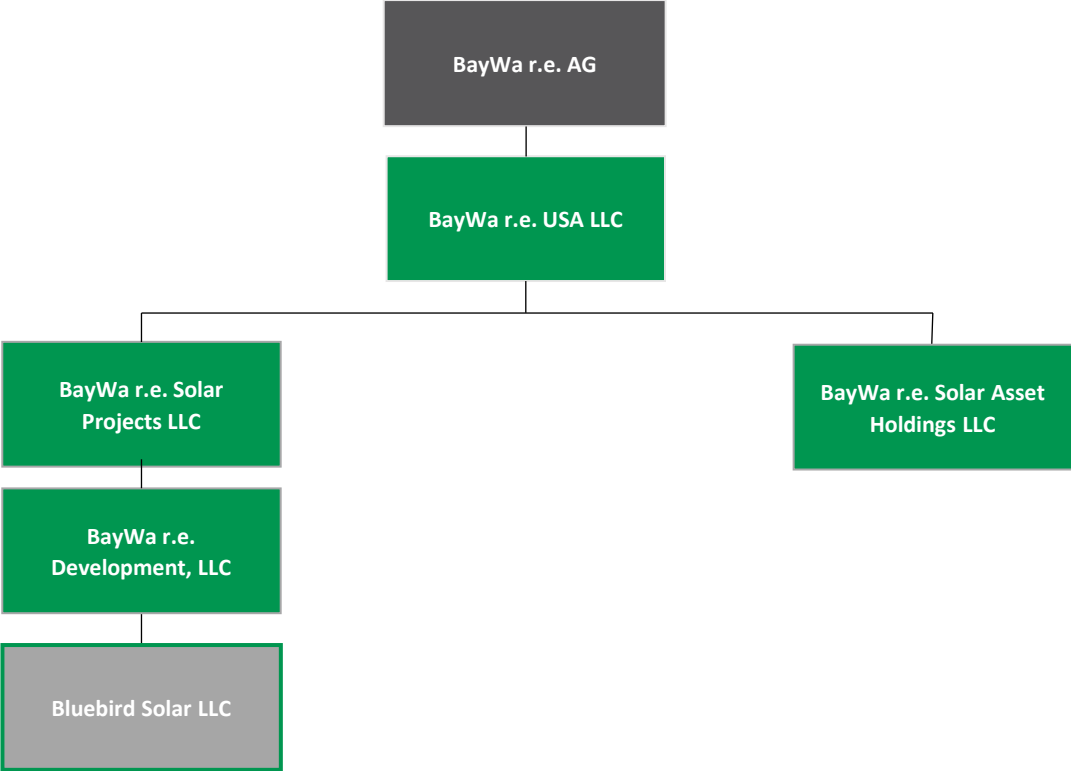 BayWa r.e. AG
BayWa r.e. USA LLC
BayWa r.e. Solar
Projects LLC
BayWa r.e. Solar Asset
Holdings LLC
BayWa r.e.
Development, LLC
Bluebird Solar LLC